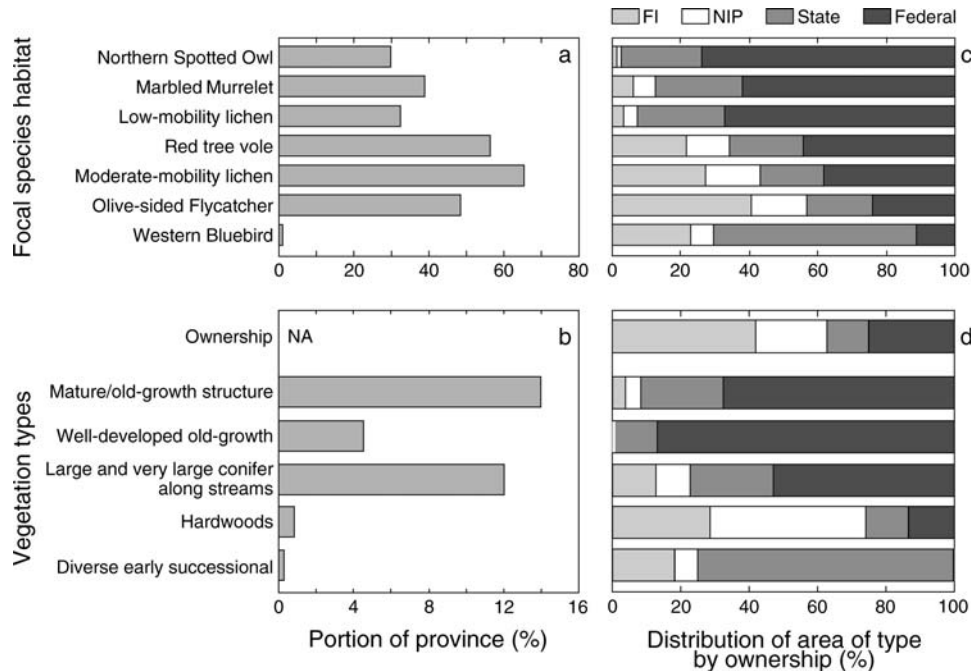 FI NIP State Federal
Focal species habitat
a
c
Northern Spotted Owl
Marbled Murrelet
Low-mobility lichen
Red tree vole
Moderate-mobility lichen
Olive-sided Flycatcher
Western Bluebird
0 20 40 60 80
0 20 40 60 80 100
Vegetation types
Ownership
NA
b
d
Mature/old-growth structure
Well-developed old-growth
Large and very large conifer
along streams
Hardwoods
Diverse early successional
0 4 8 12 16
0 20 40 60 80 100
Portion of province (%)
Distribution of area of type
by ownership (%)